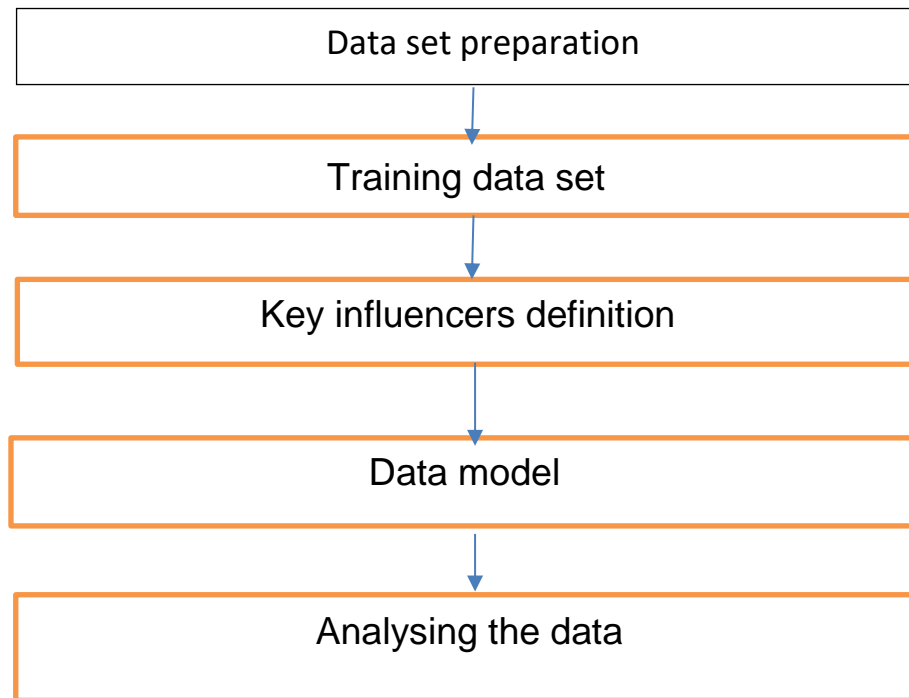 Data set preparation
Training data set
Key influencers definition
Data model
Analysing the data